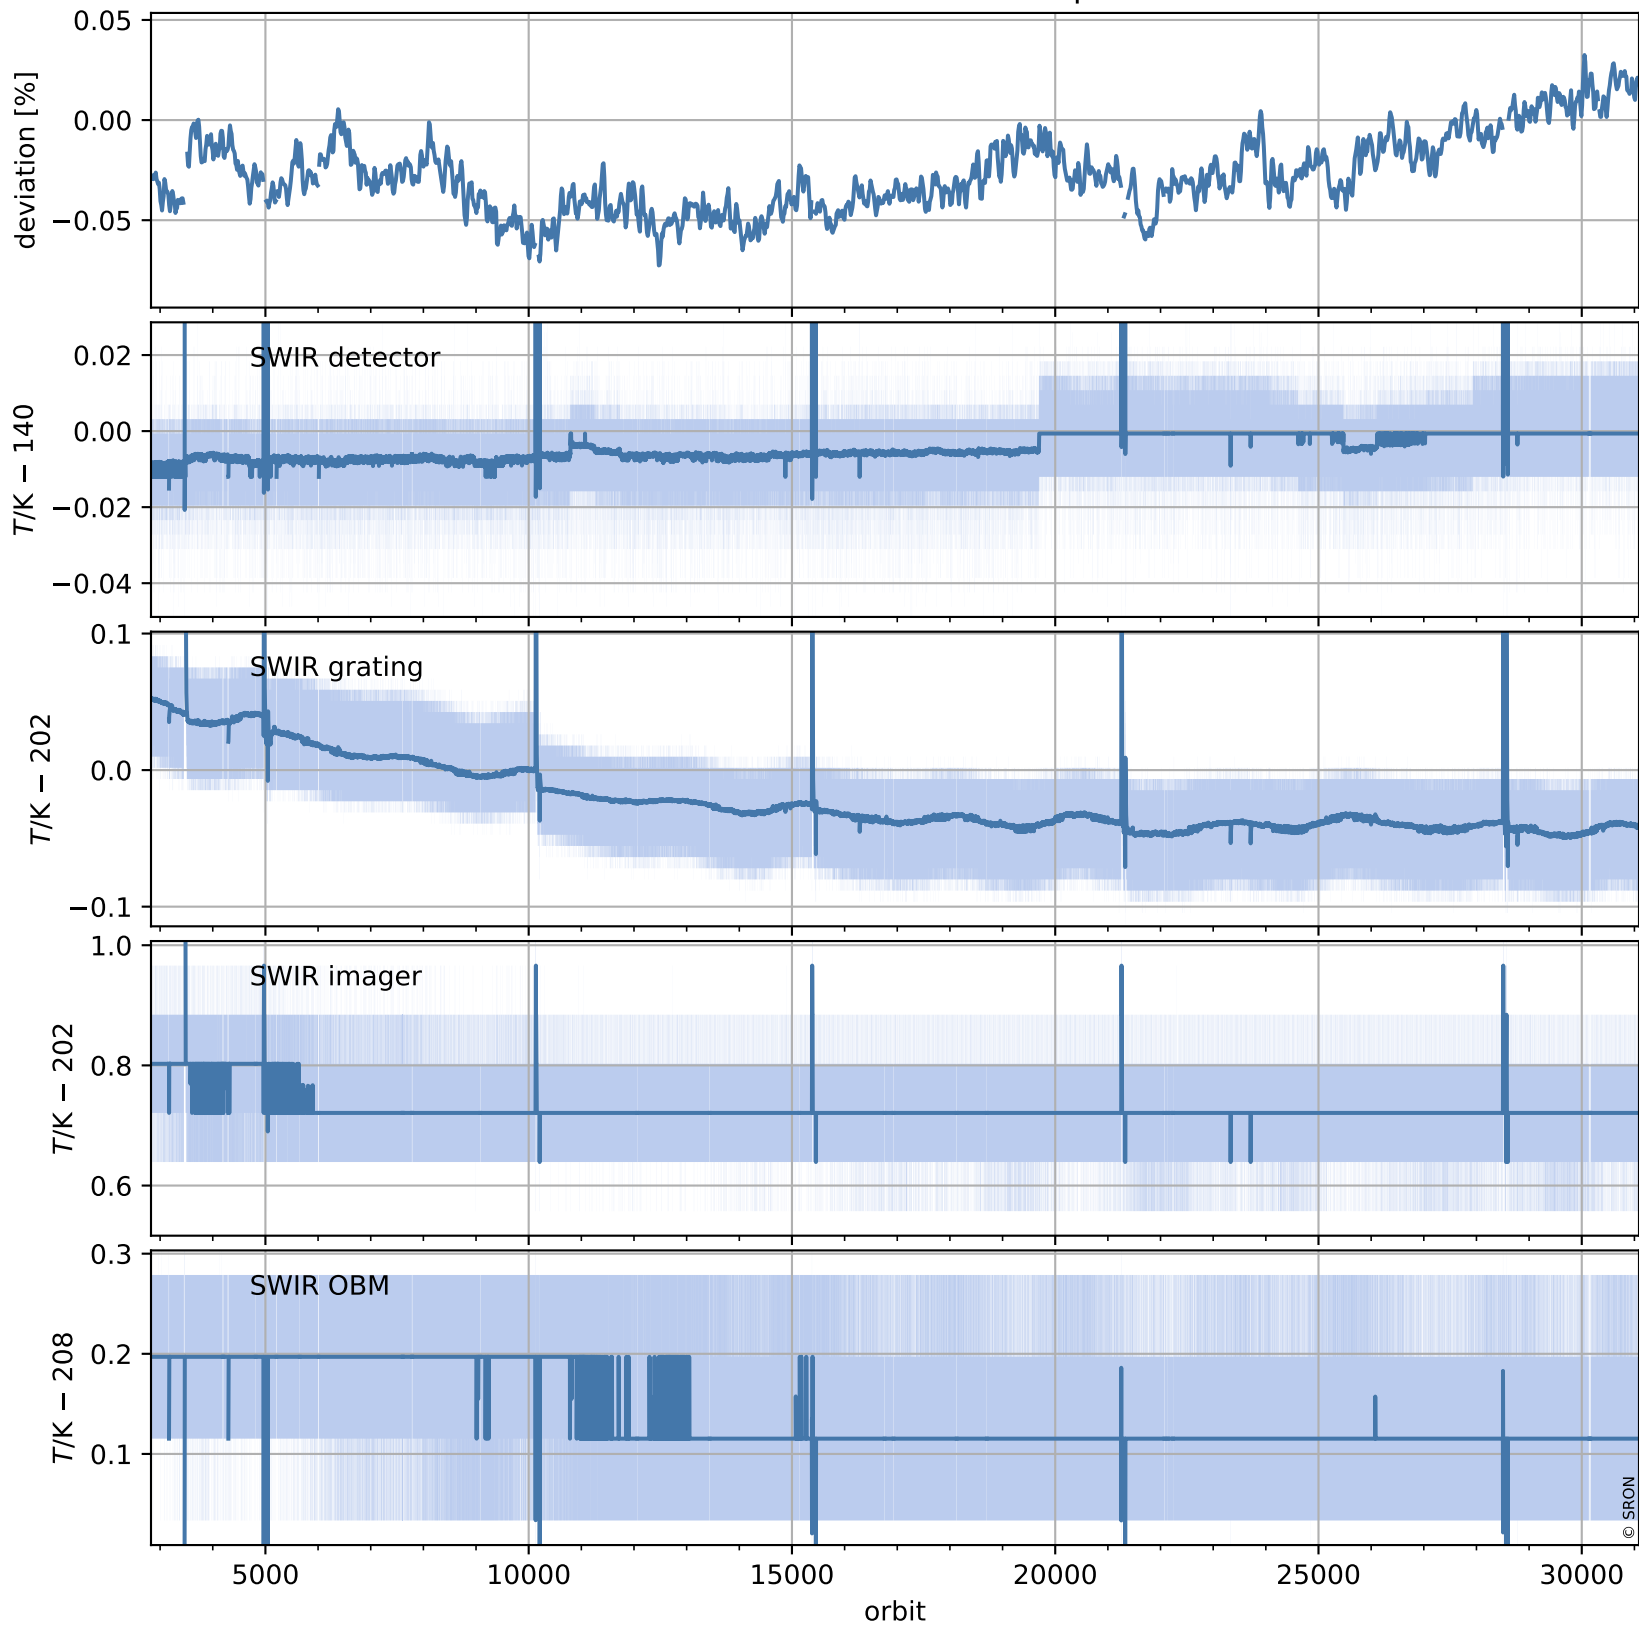 0.05
0.00
−0.05
deviation [%]
SWIR detector
0.02
0.00
−0.02
−0.04
T/K − 140
SWIR grating
0.1
0.0
−0.1
T/K − 202
SWIR imager
1.0
0.8
0.6
T/K − 202
SWIR OBM
0.3
0.2
0.1
T/K − 208
© SRON
5000 10000 15000 20000 25000 30000
orbit